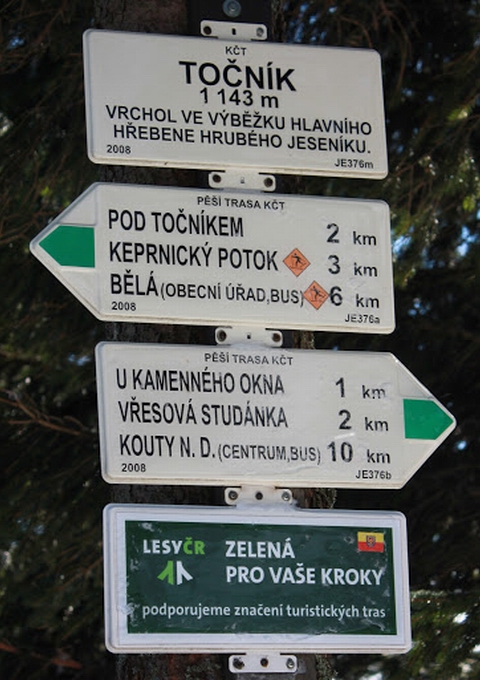 KČT
TOČNÍK
1 143 m
VRCHOL VE VÝBĚŽKU HLAVNÍHO
HŘEBENE HRUBÉHO JESENÍKU.
2008 JE376m
PĚŠÍ TRASA KČT
POD TOČNÍKEM 2 km
KEPRNICKÝ POTOK 3 km
BĚLÁ (OBECNÍ ÚŘAD,BUS) 6 km
2008 JE376a
PĚŠÍ TRASA KČT
U KAMENNÉHO OKNA 1 km
VŘESOVÁ STUDÁNKA 2 km
KOUTY N. D. (CENTRUM,BUS) 10 km
2008 JE376b
LESYČR ZELENÁ
PRO VAŠE KROKY
podporujeme značení turistických tras